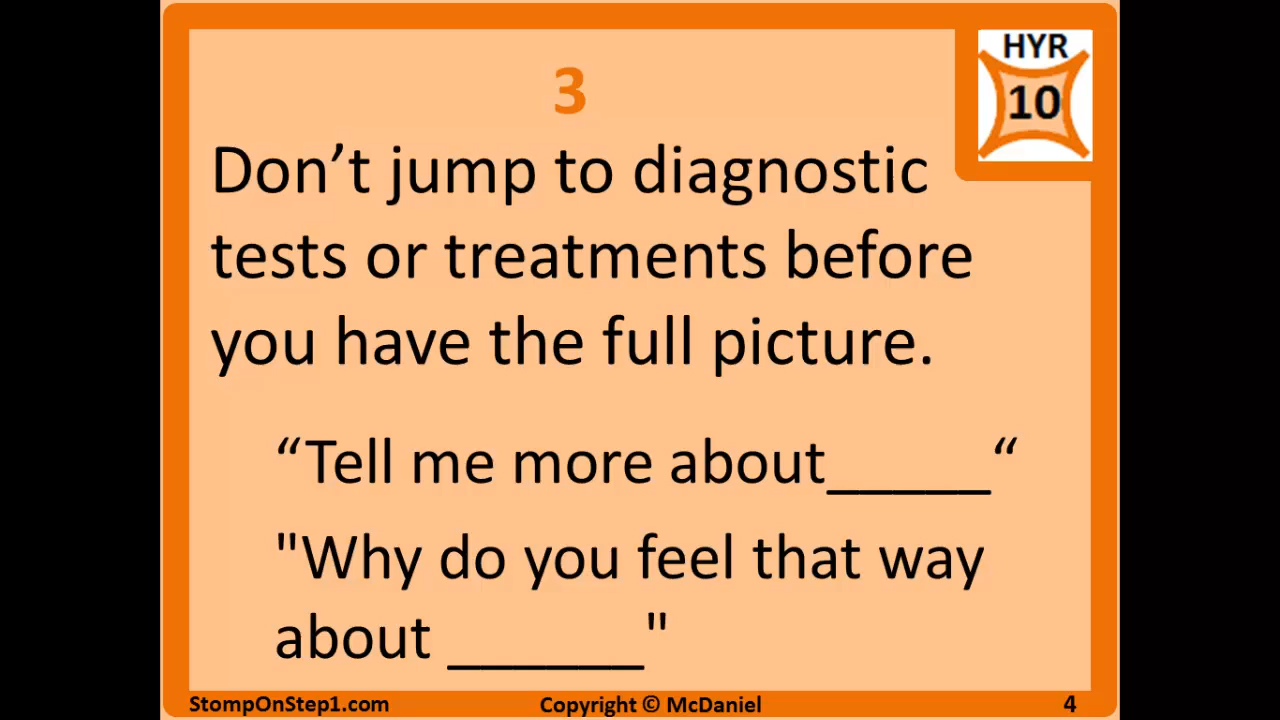 HYR
10
3
Don’t jump to diagnostic
tests or treatments before
you have the full picture.
“Tell me more about_____“
"Why do you feel that way
about ______"
StompOnStep1.com
Copyright © McDaniel
4